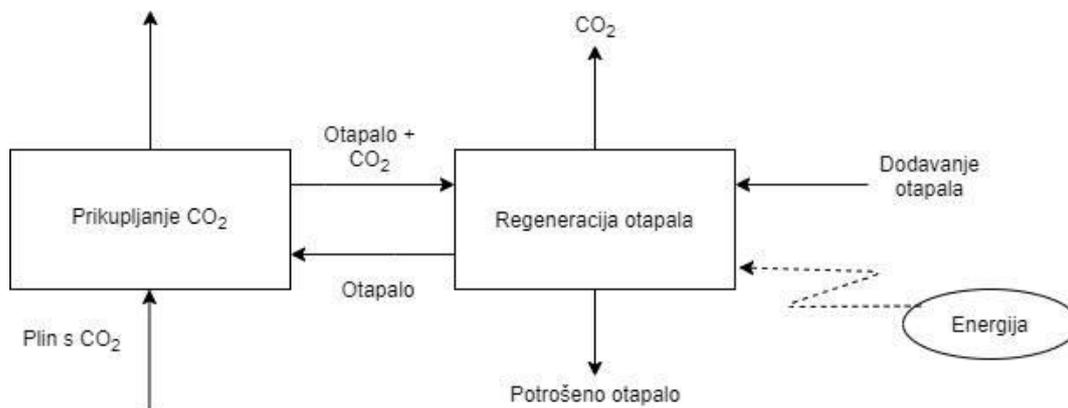 CO₂
Otapalo +
CO₂
Dodavanje
otapala
Prikupljanje CO₂
Regeneracija otapala
Otapalo
Plin s CO₂
Energija
Potrošeno otapalo